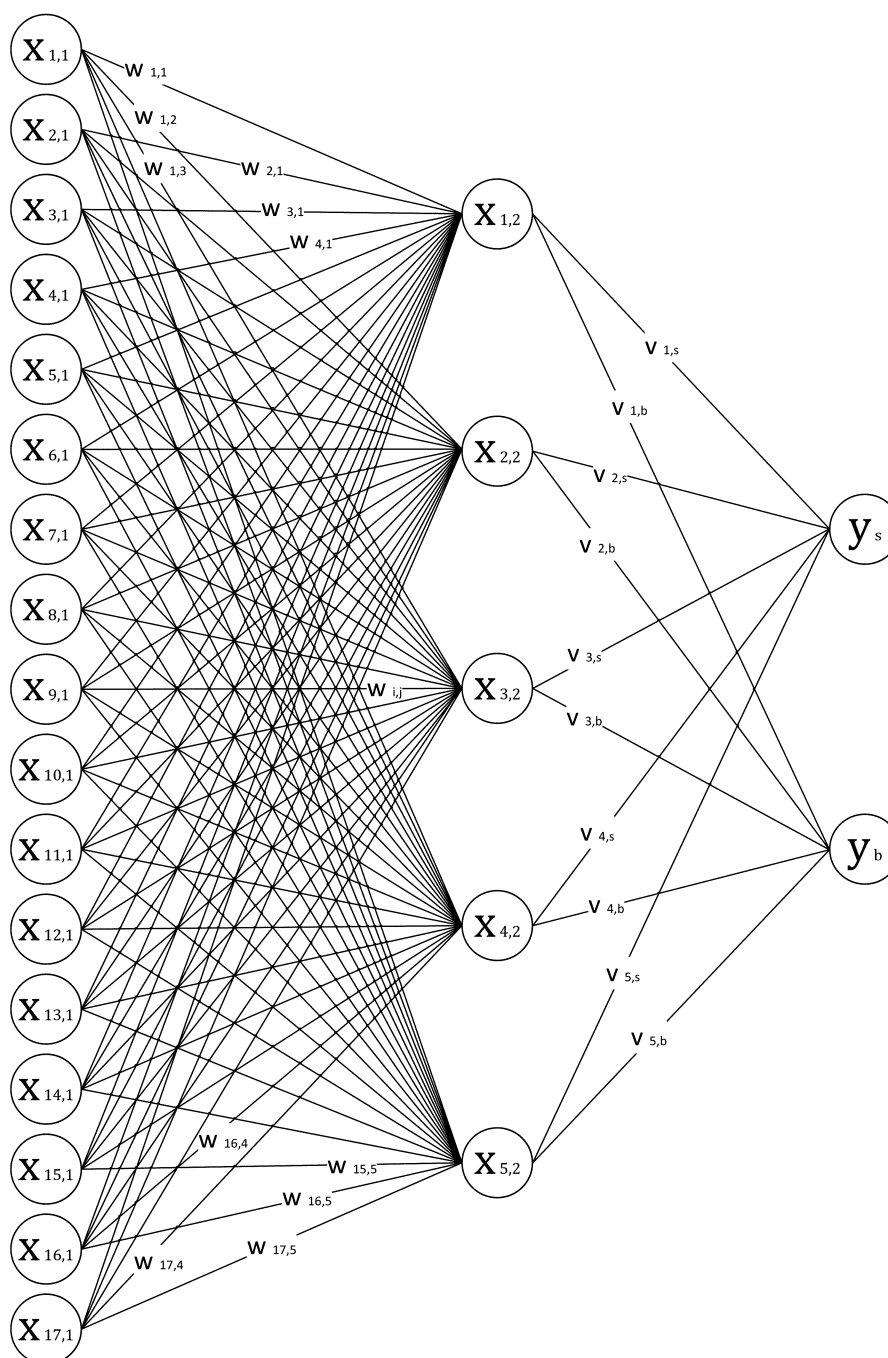 x 1,1
x 2,1
x 3,1
x 4,1
x 5,1
x 6,1
x 7,1
x 8,1
x 9,1
x 10,1
x 11,1
x 12,1
x 13,1
x 14,1
x 15,1
x 16,1
x 17,1
w 1,1
w 1,2
w 1,3
w 2,1
w 3,1
w 4,1
w i,j
w 16,4
w 15,5
w 16,5
w 17,5
w 17,4
x 1,2
x 2,2
x 3,2
x 4,2
x 5,2
v 1,s
v 1,b
v 2,s
v 2,b
v 3,s
v 3,b
v 4,s
v 4,b
v 5,s
v 5,b
y s
y b